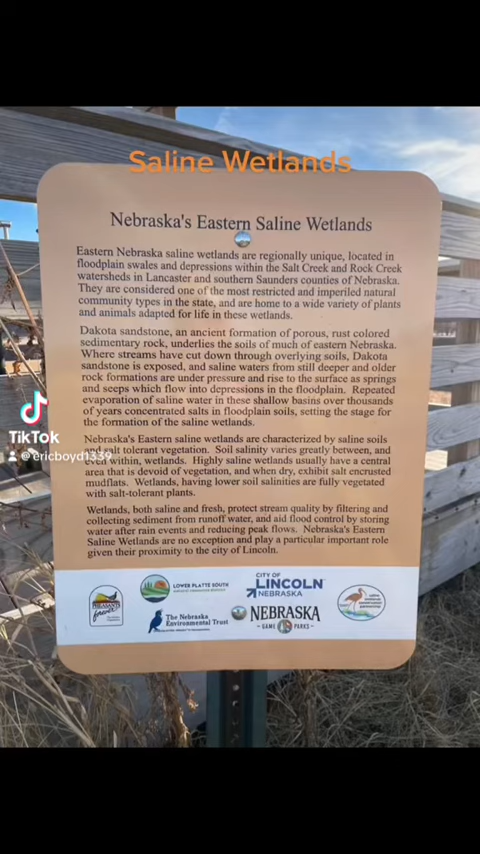 Saline Wetlands
Nebraska's Eastern Saline Wetlands
Eastern Nebraska saline wetlands are regionally unique, located in
floodplain swales and depressions within the Salt Creek and Rock Creek
watersheds in Lancaster and southern Saunders counties of Nebraska.
They are considered one of the most restricted and imperiled natural
community types in the state, and are home to a wide variety of plants
and animals adapted for life in these wetlands.
Dakota sandstone, an ancient formation of porous, rust colored
sedimentary rock, underlies the soils of much of eastern Nebraska.
Where streams have cut down through overlying soils, Dakota
sandstone is exposed, and saline waters from still deeper and older
rock formations are under pressure and rise to the surface as springs
and seeps which flow into depressions in the floodplain. Repeated
evaporation of saline water in these shallow basins over thousands
of years concentrated salts in floodplain soils, setting the stage for
the formation of the saline wetlands.
Nebraska's Eastern saline wetlands are characterized by saline soils
and salt tolerant vegetation. Soil salinity varies greatly between, and
even within, wetlands. Highly saline wetlands usually have a central
area that is devoid of vegetation, and when dry, exhibit salt encrusted
mudflats. Wetlands, having lower soil salinities are fully vegetated
with salt-tolerant plants.
Wetlands, both saline and fresh, protect stream quality by filtering and
collecting sediment from runoff water, and aid flood control by storing
water after rain events and reducing peak flows. Nebraska's Eastern
Saline Wetlands are no exception and play a particular important role
given their proximity to the city of Lincoln.
TikTok
@ericboyd1339
LOWER PLATTE SOUTH
CITY OF
LINCOLN
NEBRASKA
The Nebraska
Environmental Trust
NEBRASKA
GAME PARKS